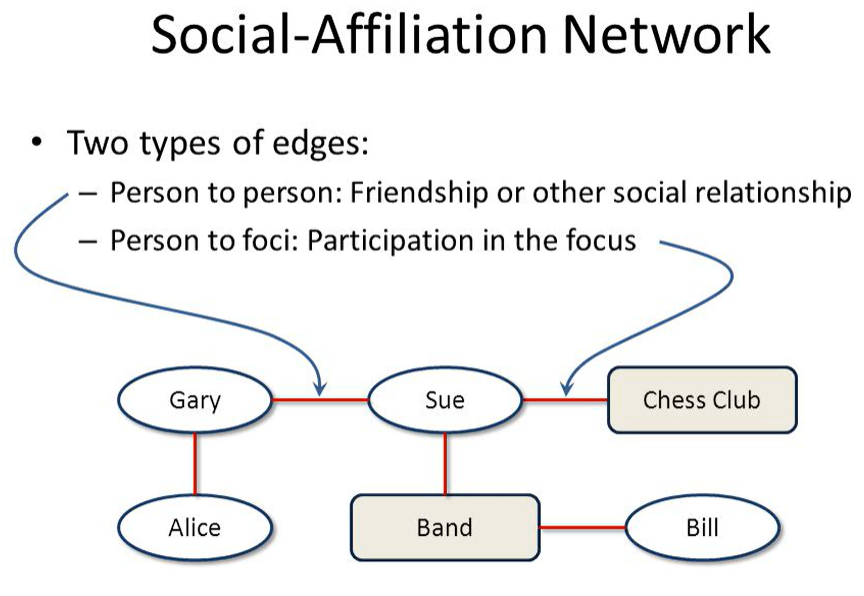 Social-Affiliation Network
• Two types of edges:
– Person to person: Friendship or other social relationship
– Person to foci: Participation in the focus
Gary
Sue
Chess Club
Alice
Band
Bill